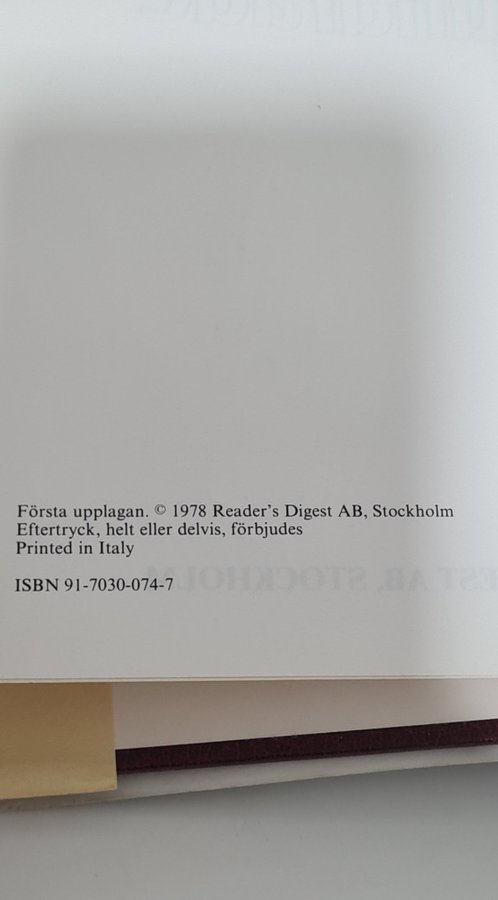 Första upplagan. © 1978 Reader's Digest AB, Stockholm
Eftertryck, helt eller delvis, förbjudes
Printed in Italy
ISBN 91-7030-074-7